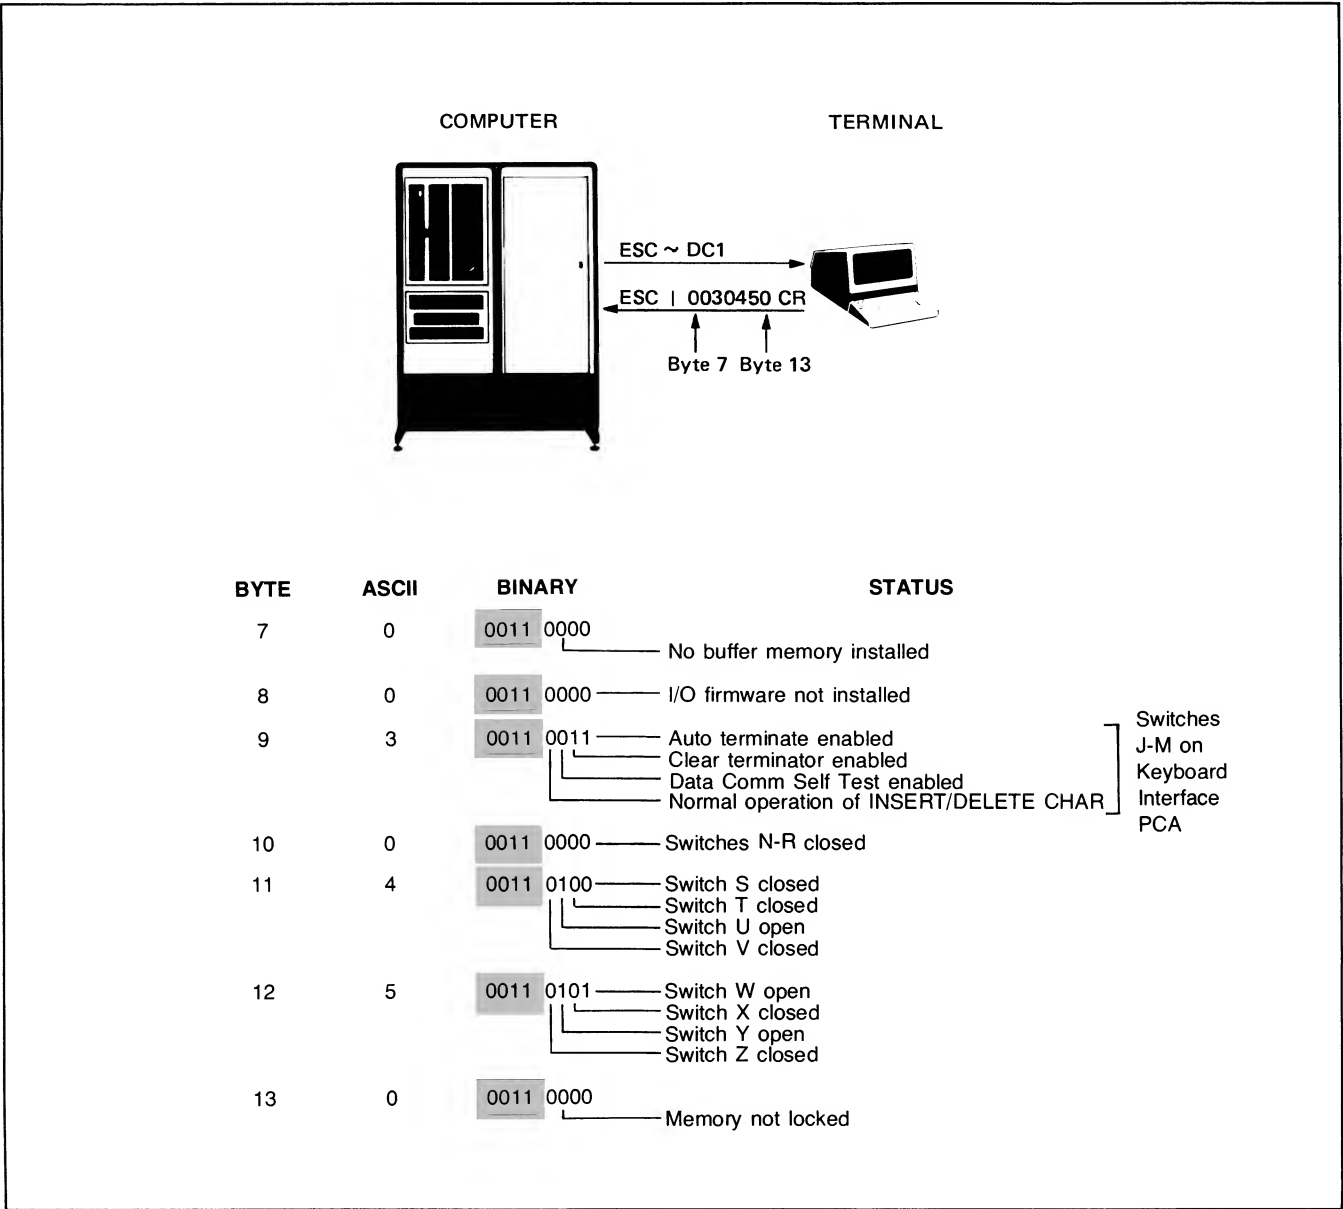 COMPUTER TERMINAL
ESC ~ DC1
ESC | 0030450 CR
Byte 7 Byte 13
BYTE ASCII BINARY STATUS
7 0 0011 0000
No buffer memory installed
8 0 0011 0000 I/O firmware not installed
9 3 0011 0011 Auto terminate enabled
Clear terminator enabled
Data Comm Self Test enabled
Normal operation of INSERT/DELETE CHAR
Switches
J-M on
Keyboard
Interface
PCA
10 0 0011 0000 Switches N-R closed
11 4 0011 0100 Switch S closed
Switch T closed
Switch U open
Switch V closed
12 5 0011 0101 Switch W open
Switch X closed
Switch Y open
Switch Z closed
13 0 0011 0000
Memory not locked